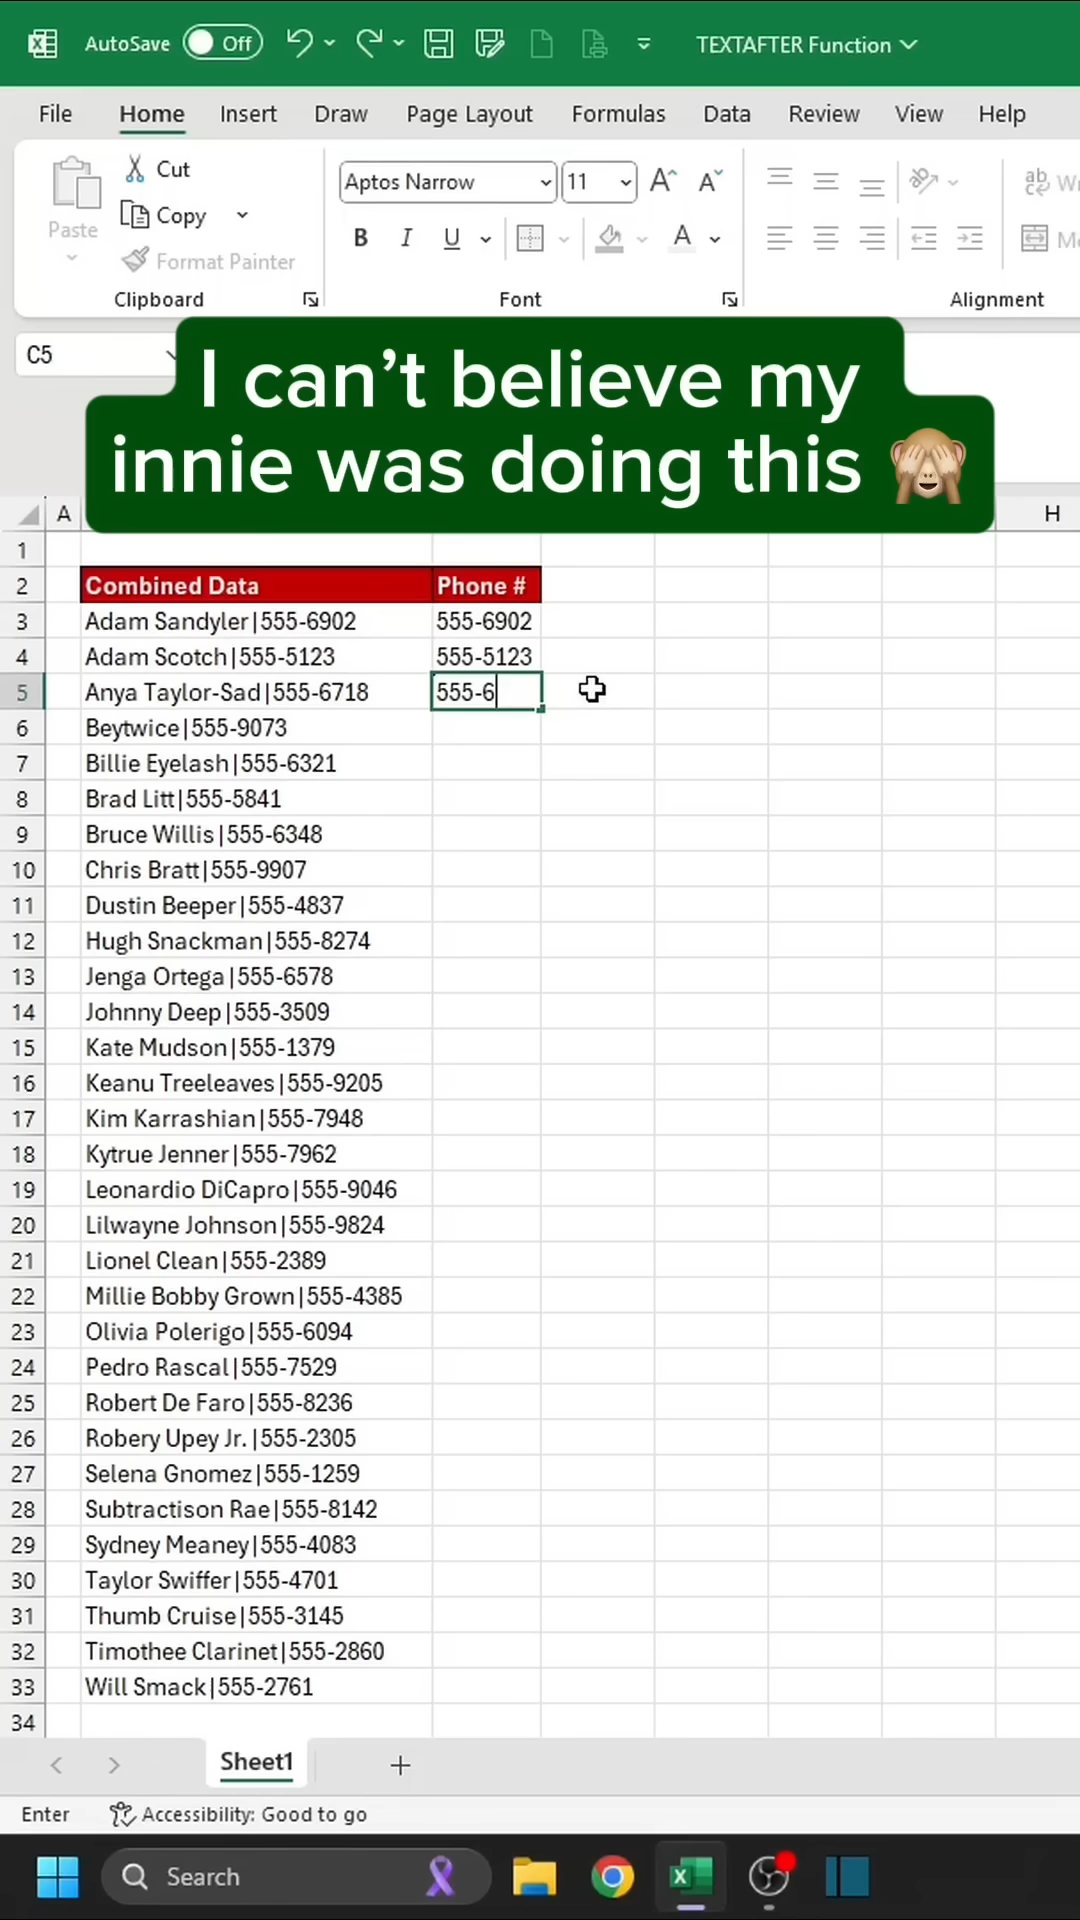 AutoSave Off TEXTAFTER Function
File Home Insert Draw Page Layout Formulas Data Review View Help
Cut
Aptos Narrow 11 A A
Copy
Paste
B I U A
Format Painter
Clipboard Font Alignment
C5
I can’t believe my
innie was doing this 🙈
A H
1
2 Combined Data Phone #
3 Adam Sandyler|555-6902 555-6902
4 Adam Scotch|555-5123 555-5123
5 Anya Taylor-Sad|555-6718 555-6
6 Beytwice|555-9073
7 Billie Eyelash|555-6321
8 Brad Litt|555-5841
9 Bruce Willis|555-6348
10 Chris Bratt|555-9907
11 Dustin Beeper|555-4837
12 Hugh Snackman|555-8274
13 Jenga Ortega|555-6578
14 Johnny Deep|555-3509
15 Kate Mudson|555-1379
16 Keanu Treeleaves|555-9205
17 Kim Karrashian|555-7948
18 Kytrue Jenner|555-7962
19 Leonardio DiCapro|555-9046
20 Lilwayne Johnson|555-9824
21 Lionel Clean|555-2389
22 Millie Bobby Grown|555-4385
23 Olivia Polerigo|555-6094
24 Pedro Rascal|555-7529
25 Robert De Faro|555-8236
26 Robery Upey Jr.|555-2305
27 Selena Gnomez|555-1259
28 Subtractison Rae|555-8142
29 Sydney Meaney|555-4083
30 Taylor Swiffer|555-4701
31 Thumb Cruise|555-3145
32 Timothee Clarinet|555-2860
33 Will Smack|555-2761
34
Sheet1
Enter Accessibility: Good to go
Search